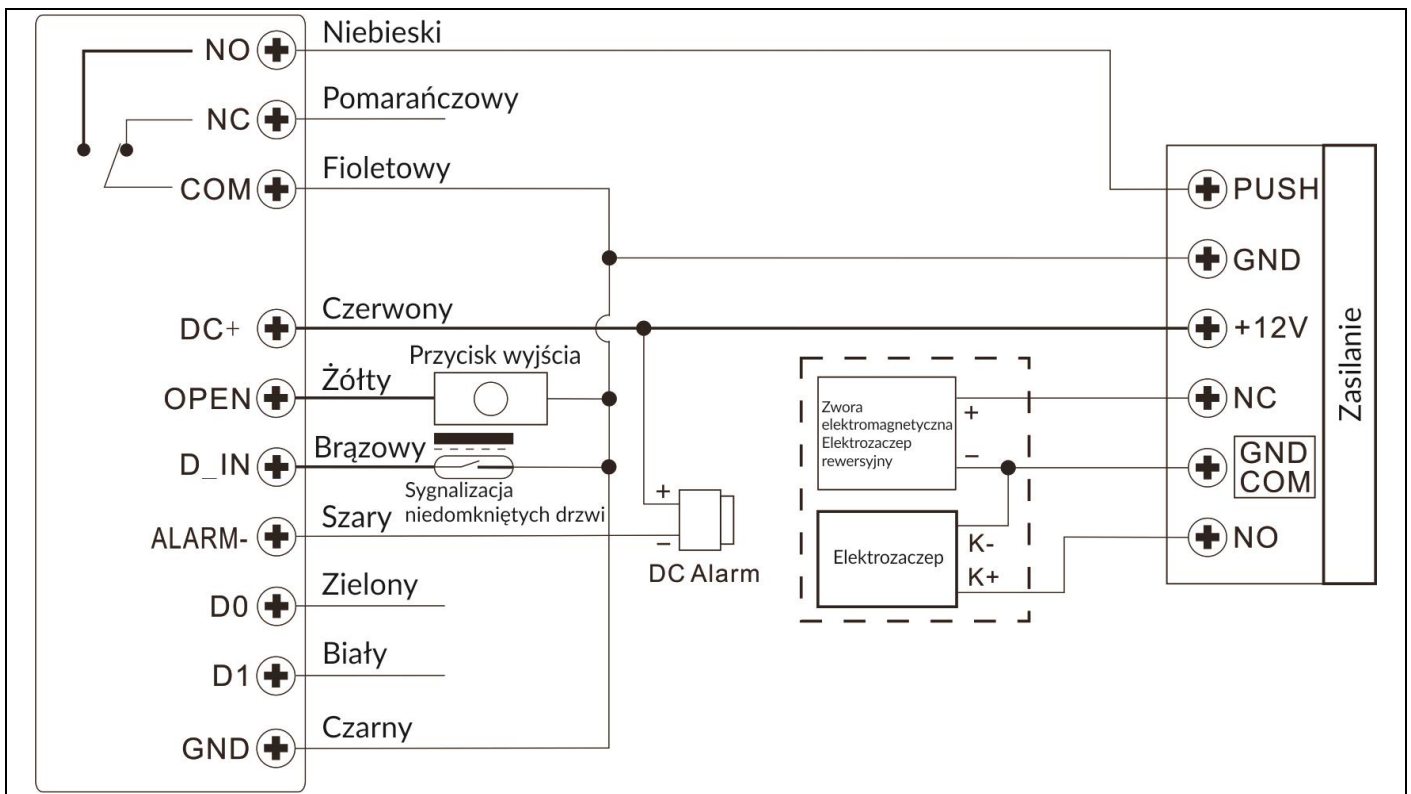 NO
Niebieski
NC
Pomarańczowy
COM
Fioletowy
DC+
Czerwony
OPEN
Żółty
Przycisk wyjścia
D_IN
Brązowy
Sygnalizacja
niedomkniętych drzwi
ALARM-
Szary
+
−
DC Alarm
D0
Zielony
D1
Biały
GND
Czarny
Zwora
elektromagnetyczna
Elektrozaczep
rewersyjny
+
−
Elektrozaczep
K-
K+
PUSH
GND
+12V
NC
GND
COM
NO
Zasilanie